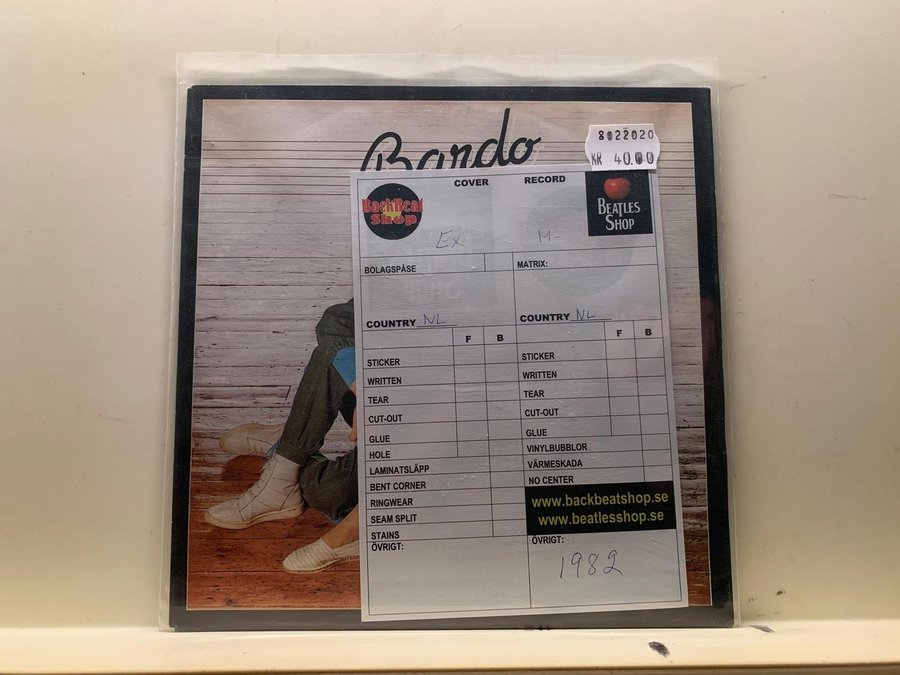 Bardo
8022020
KR 40.00
COVER RECORD
BackBeat Shop
BEATLES SHOP
Ex M-
BOLAGSPÅSE MATRIX:
COUNTRY NL COUNTRY NL
F B F B
STICKER STICKER
WRITTEN WRITTEN
TEAR TEAR
CUT-OUT CUT-OUT
GLUE GLUE
HOLE VINYLBUBBLOR
LAMINATSLÄPP VÄRMESKADA
BENT CORNER NO CENTER
RINGWEAR www.backbeatshop.se
SEAM SPLIT www.beatlesshop.se
STAINS
ÖVRIGT: ÖVRIGT:
1982